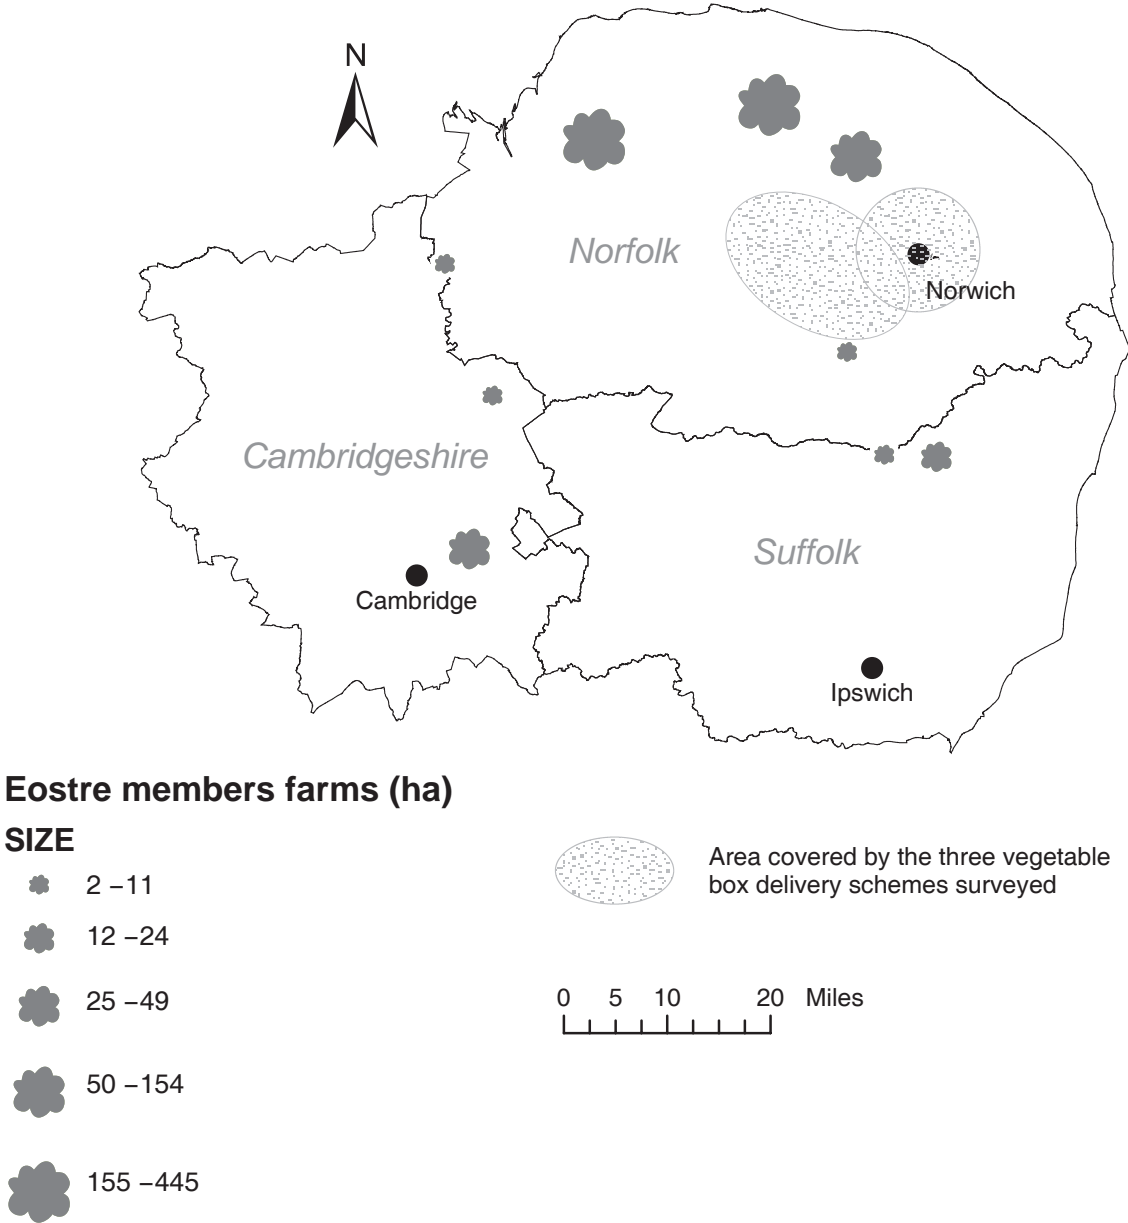 N
Norfolk
Norwich
Cambridgeshire
Suffolk
Cambridge
Ipswich
Eostre members farms (ha)
SIZE
2 –11
12 –24
25 –49
50 –154
155 –445
Area covered by the three vegetable
box delivery schemes surveyed
0 5 10 20 Miles